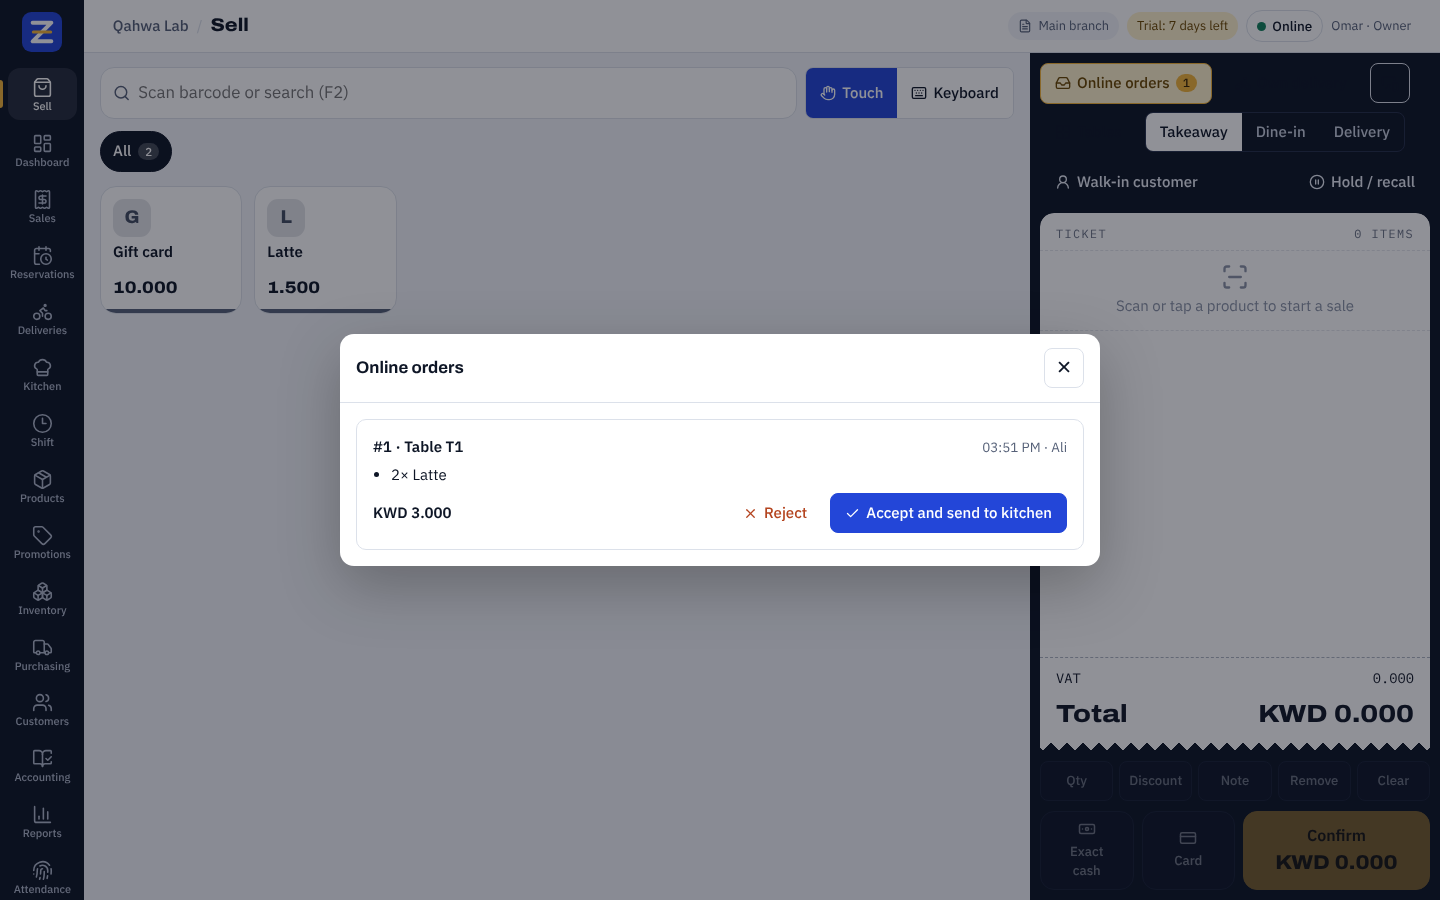 Z
Sell
Dashboard
Sales
Reservations
Deliveries
Kitchen
Shift
Products
Promotions
Inventory
Purchasing
Customers
Accounting
Reports
Attendance
Qahwa Lab / Sell
Main branch
Trial: 7 days left
Online
Omar · Owner
Scan barcode or search (F2)
Touch
Keyboard
All 2
G
Gift card
10.000
L
Latte
1.500
Online orders
#1 · Table T1
03:51 PM · Ali
• 2× Latte
KWD 3.000
Reject
Accept and send to kitchen
Online orders 1
Takeaway
Dine-in
Delivery
Walk-in customer
Hold / recall
TICKET
0 ITEMS
Scan or tap a product to start a sale
VAT
0.000
Total
KWD 0.000
Qty
Discount
Note
Remove
Clear
Exact
cash
Card
Confirm
KWD 0.000